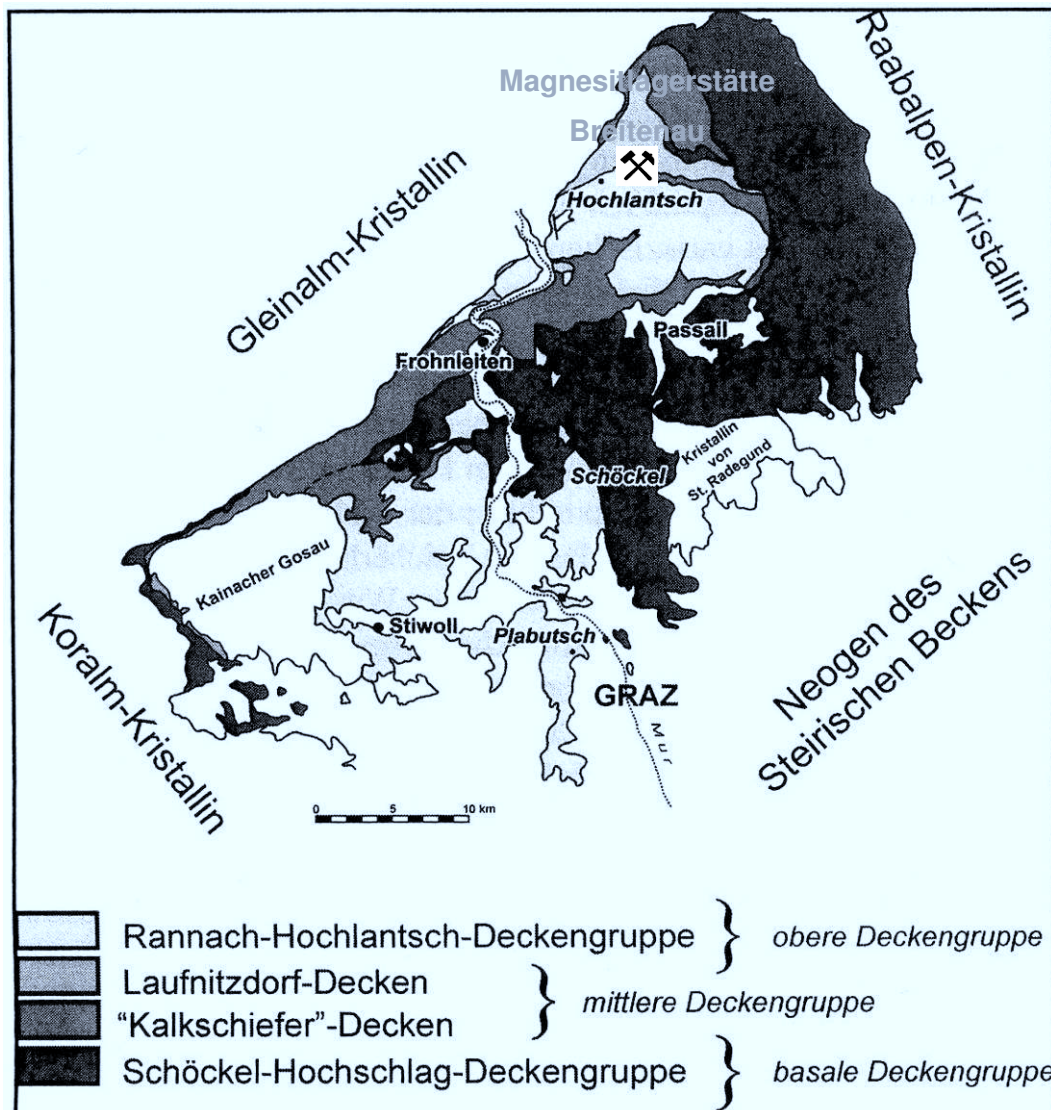 Magnesitlagerstätte
Breitenau
Raabalpen-Kristallin
Hochlantsch
Gleinalm-Kristallin
Passail
Frohnleiten
Kristallin
von
St. Radegund
Schöckel
Kainacher Gosau
Stiwoll
Plabutsch
GRAZ
Mur
Neogen des
Steirischen Beckens
Koralm-Kristallin
0 5 10 km
Rannach-Hochlantsch-Deckengruppe } obere Deckengruppe
Laufnitzdorf-Decken
} mittlere Deckengruppe
“Kalkschiefer”-Decken
Schöckel-Hochschlag-Deckengruppe } basale Deckengruppe